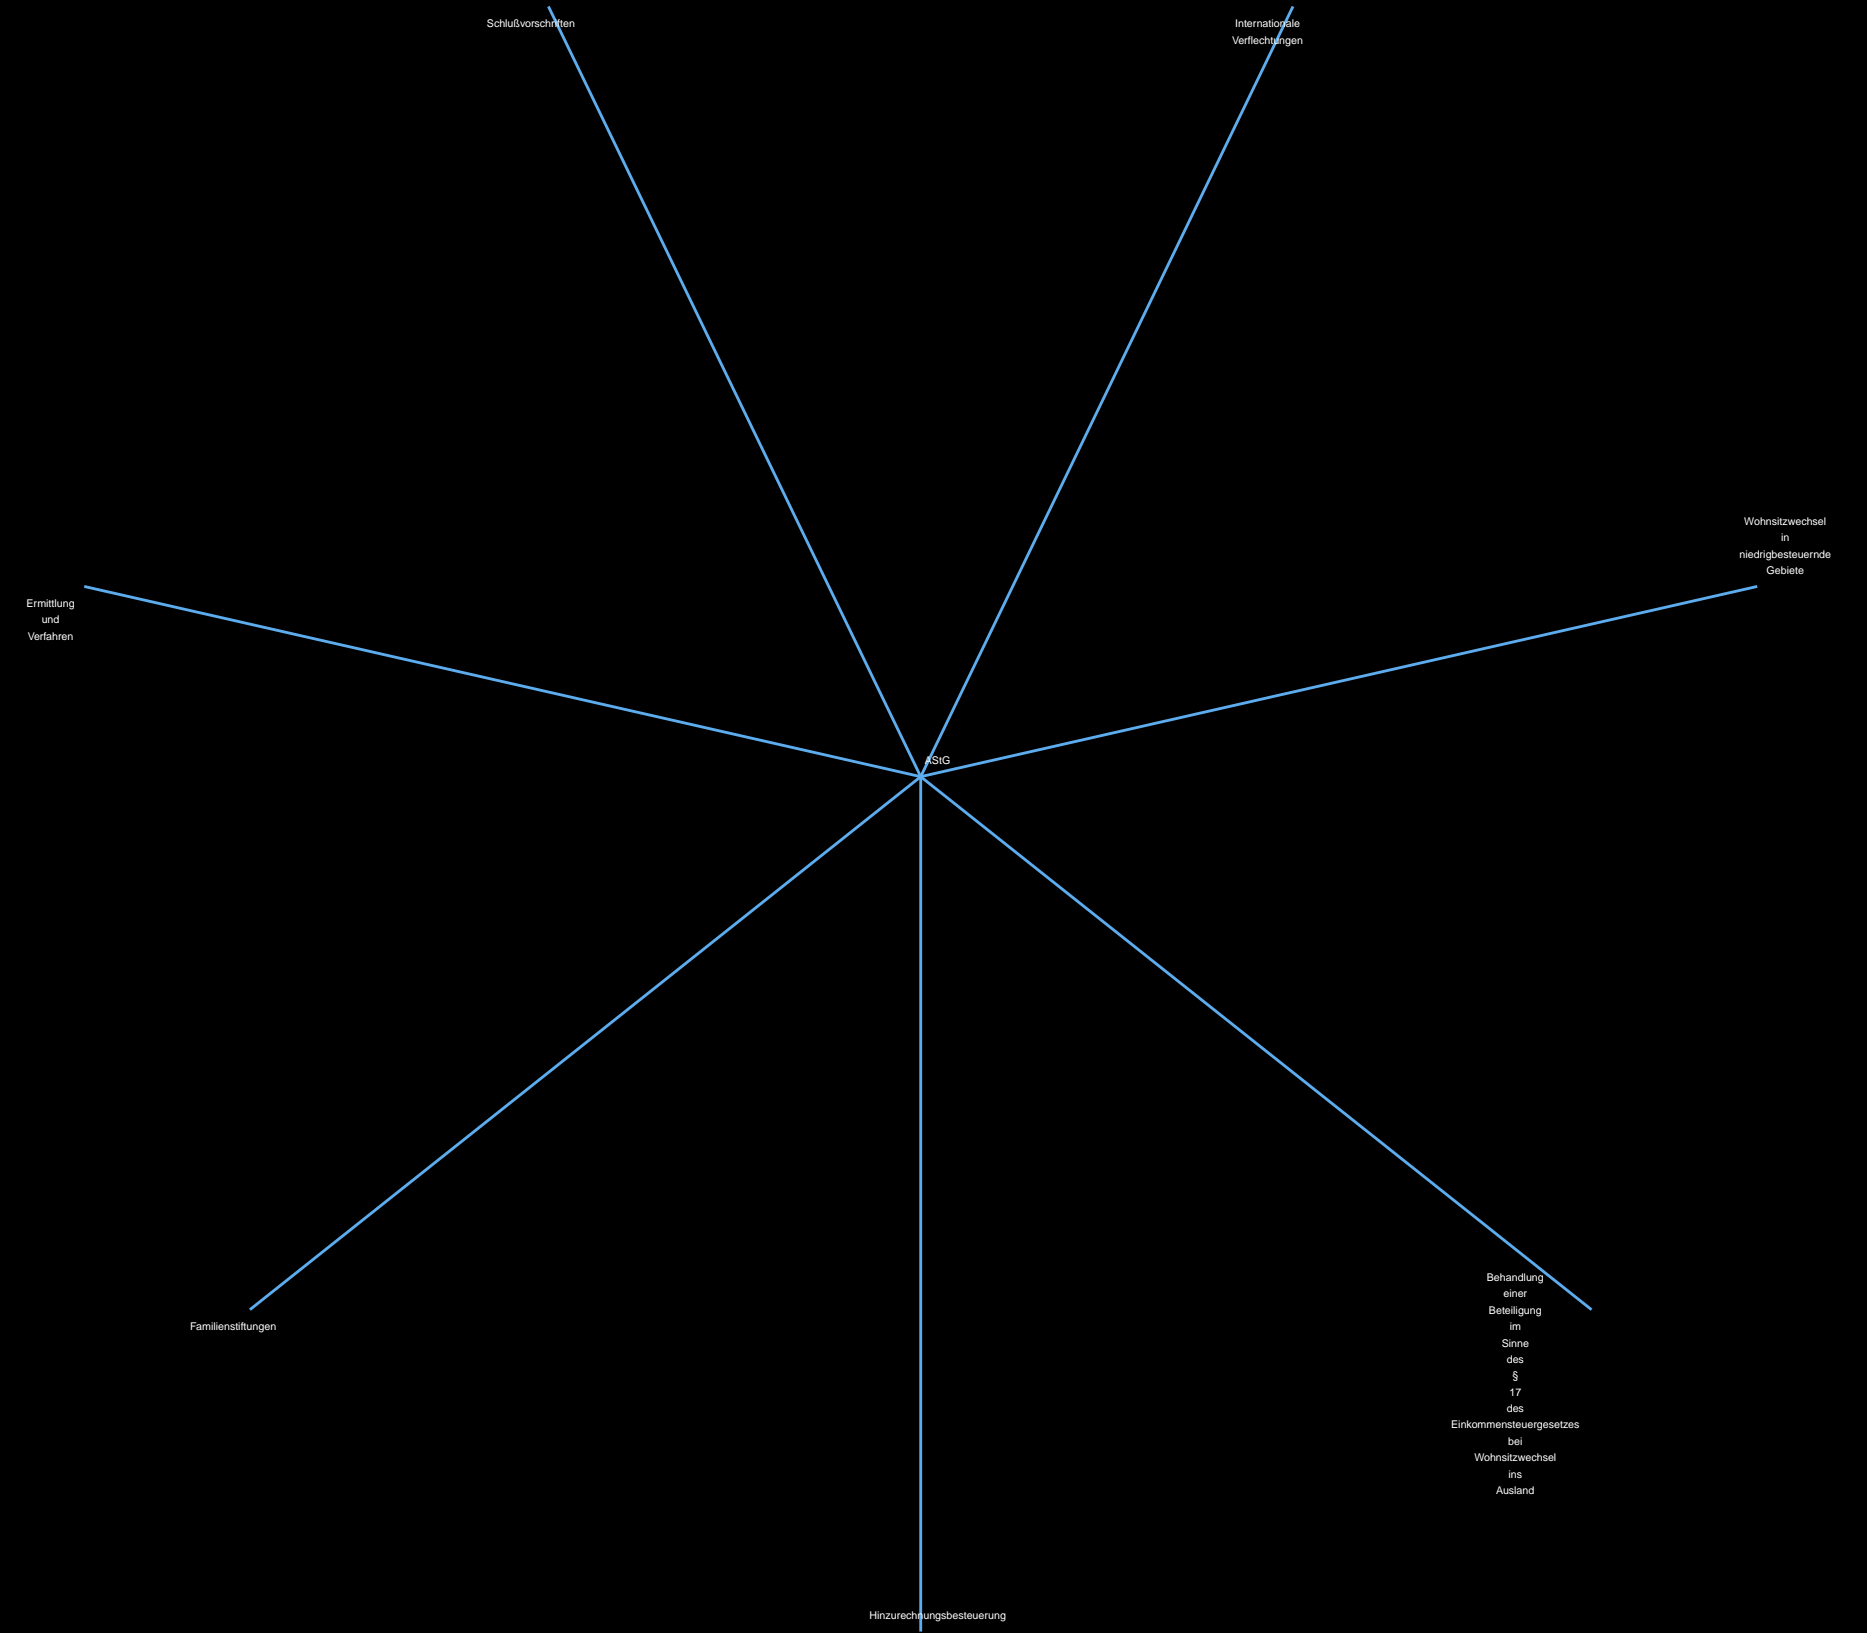 Schlußvorschriften
Internationale
Verflechtungen
Wohnsitzwechsel
in
niedrigbesteuernde
Gebiete
Ermittlung
und
Verfahren
AStG
Behandlung
einer
Beteiligung
im
Sinne
des
§
17
des
Einkommensteuergesetzes
bei
Wohnsitzwechsel
ins
Ausland
Familienstiftungen
Hinzurechnungsbesteuerung